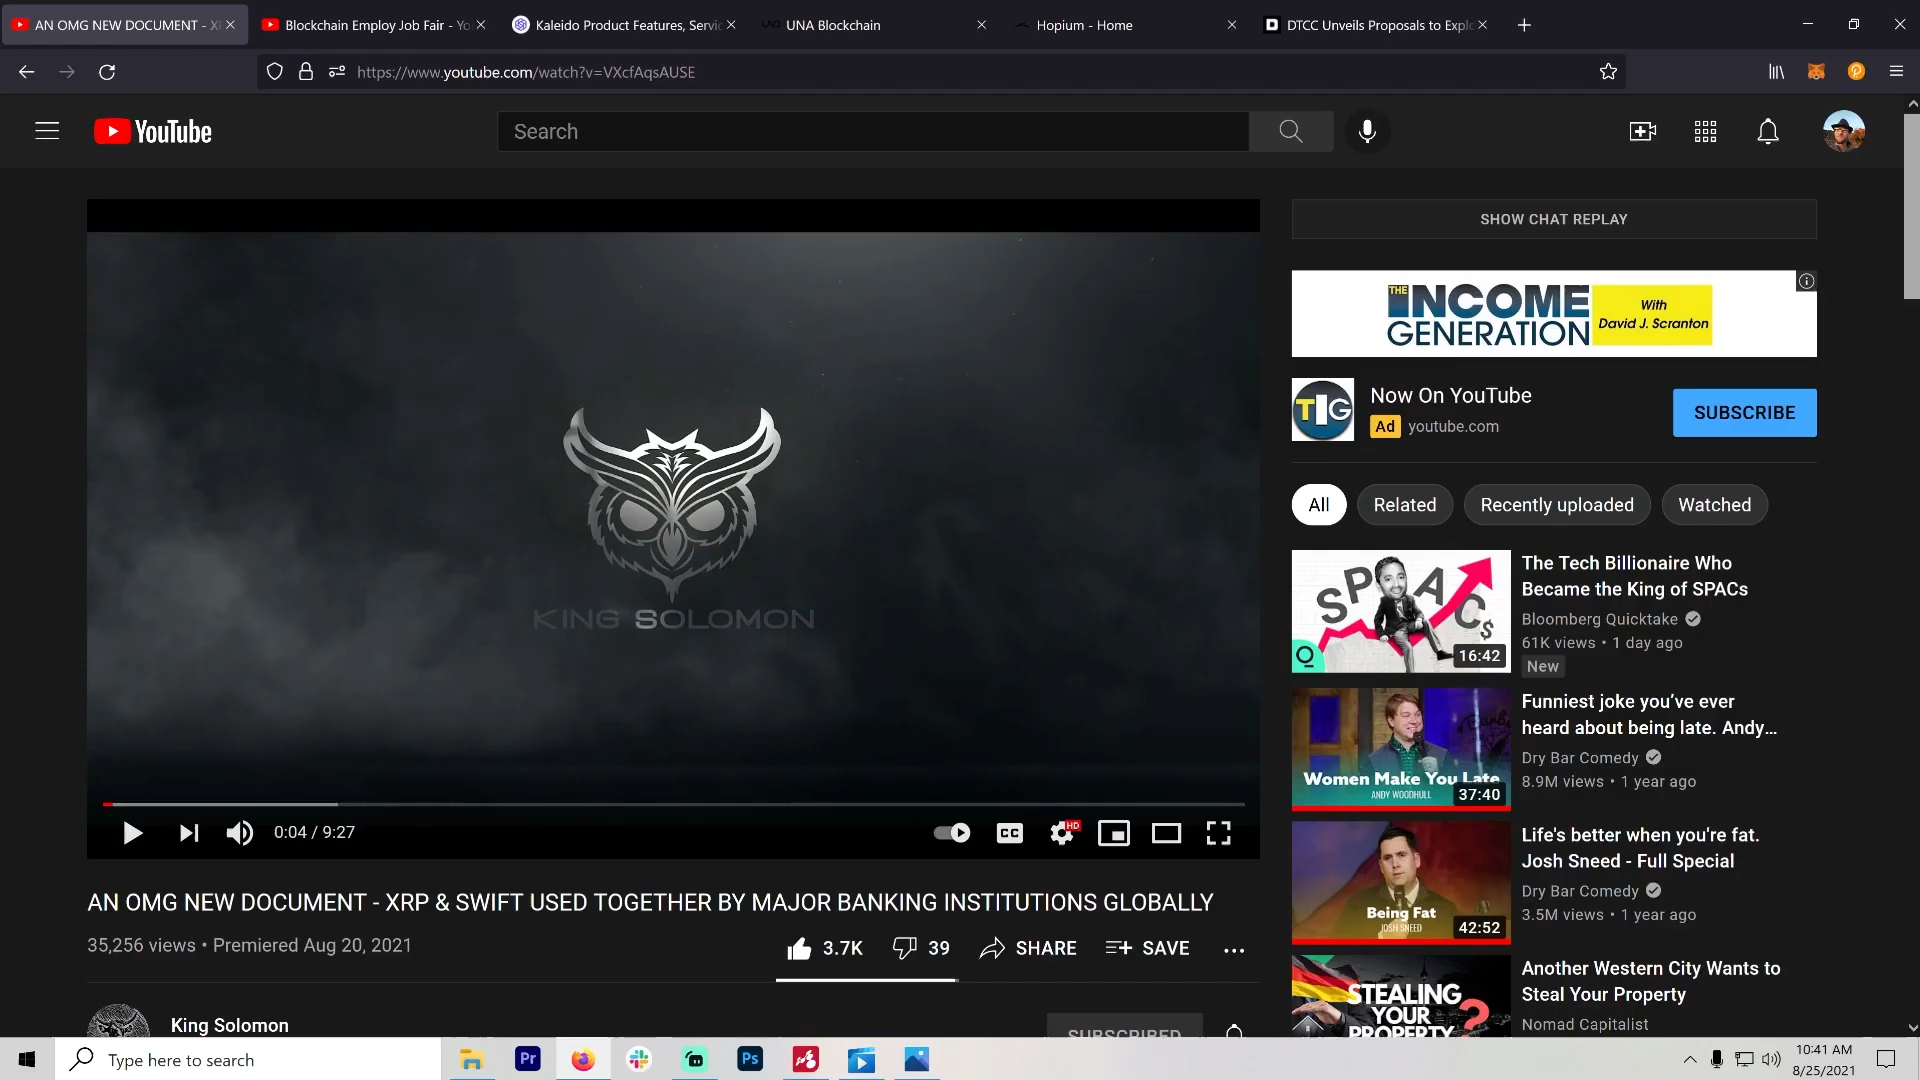 AN OMG NEW DOCUMENT - X
Blockchain Employ Job Fair - Yo
Kaleido Product Features, Servic
UNA Blockchain
Hopium - Home
DTCC Unveils Proposals to Explo
https://www.youtube.com/watch?v=VXcfAqsAUSE
YouTube
Search
SHOW CHAT REPLAY
THE INCOME GENERATION
With
David J. Scranton
TIG
Now On YouTube
Ad youtube.com
SUBSCRIBE
All
Related
Recently uploaded
Watched
KING SOLOMON
0:04 / 9:27
CC
HD
AN OMG NEW DOCUMENT - XRP & SWIFT USED TOGETHER BY MAJOR BANKING INSTITUTIONS GLOBALLY
35,256 views • Premiered Aug 20, 2021
3.7K
39
SHARE
SAVE
King Solomon
SUBSCRIBED
SPACs
16:42
The Tech Billionaire Who
Became the King of SPACs
Bloomberg Quicktake
61K views • 1 day ago
New
Women Make You Late
ANDY WOODHULL
37:40
Funniest joke you’ve ever
heard about being late. Andy...
Dry Bar Comedy
8.9M views • 1 year ago
Being Fat
JOSH SNEED
42:52
Life's better when you're fat.
Josh Sneed - Full Special
Dry Bar Comedy
3.5M views • 1 year ago
STEALING
YOUR
PROPERTY?
Another Western City Wants to
Steal Your Property
Nomad Capitalist
Type here to search
Pr
Ps
10:41 AM
8/25/2021